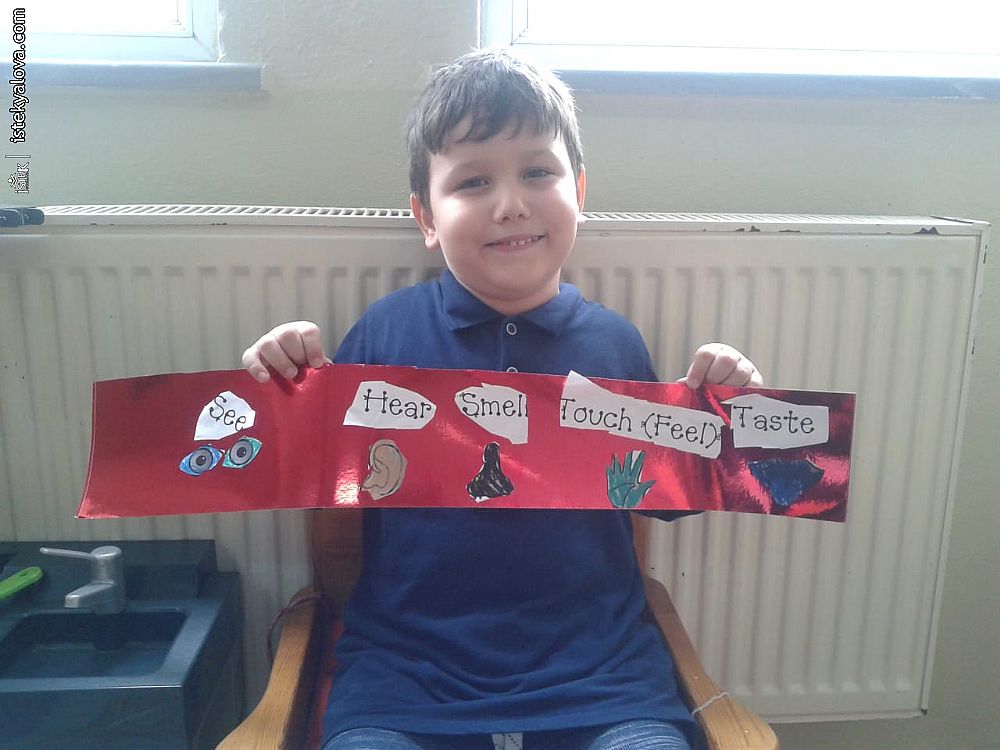 istekyalova.com
See
Hear
Smell
Touch (Feel)
Taste